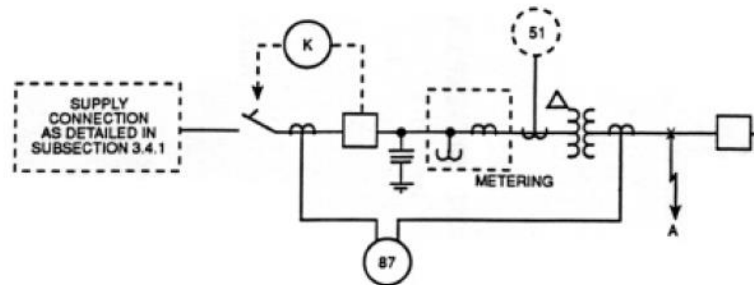 51
K
SUPPLY
CONNECTION
AS DETAILED IN
SUBSECTION 3.4.1
METERING
A
87